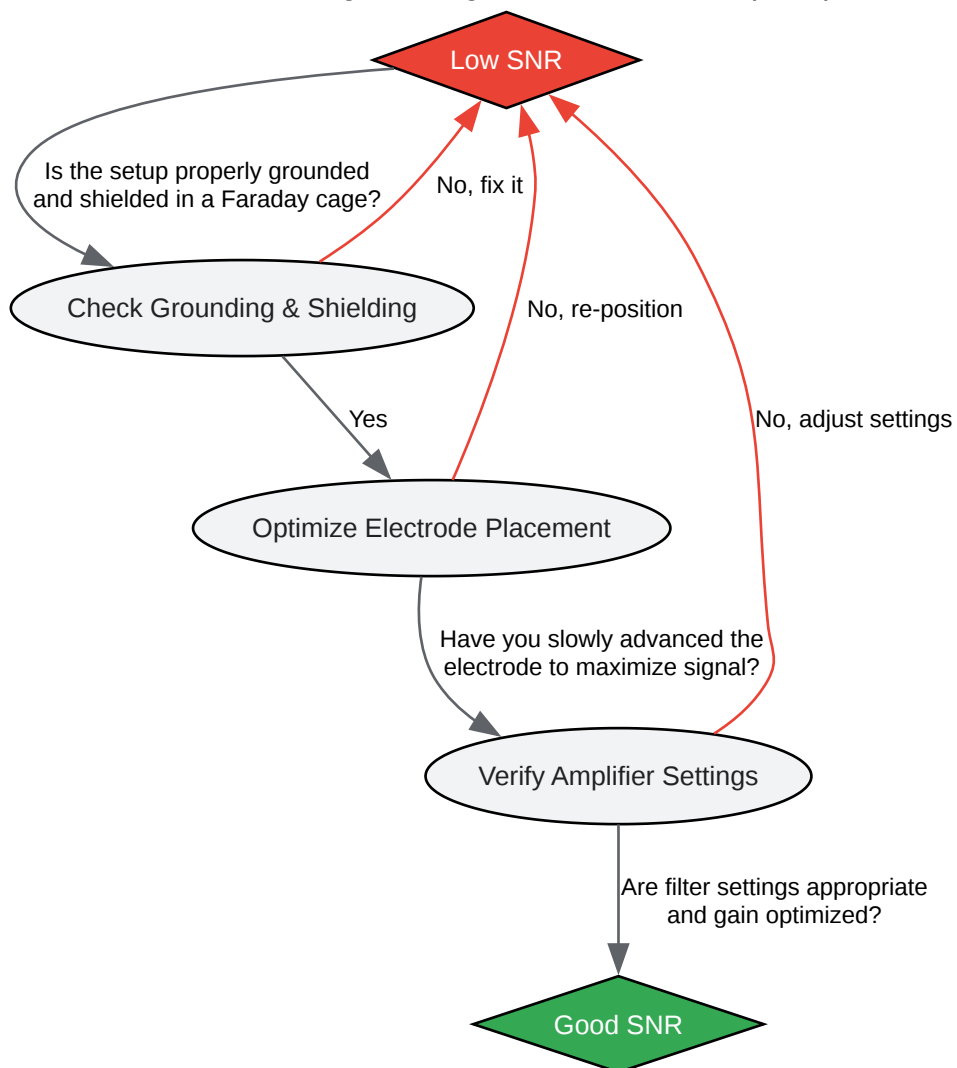 Low SNR
Is the setup properly grounded
and shielded in a Faraday cage?
No, fix it
Check Grounding & Shielding
No, re-position
Yes
No, adjust settings
Optimize Electrode Placement
Have you slowly advanced the
electrode to maximize signal?
Verify Amplifier Settings
Are filter settings appropriate
and gain optimized?
Good SNR